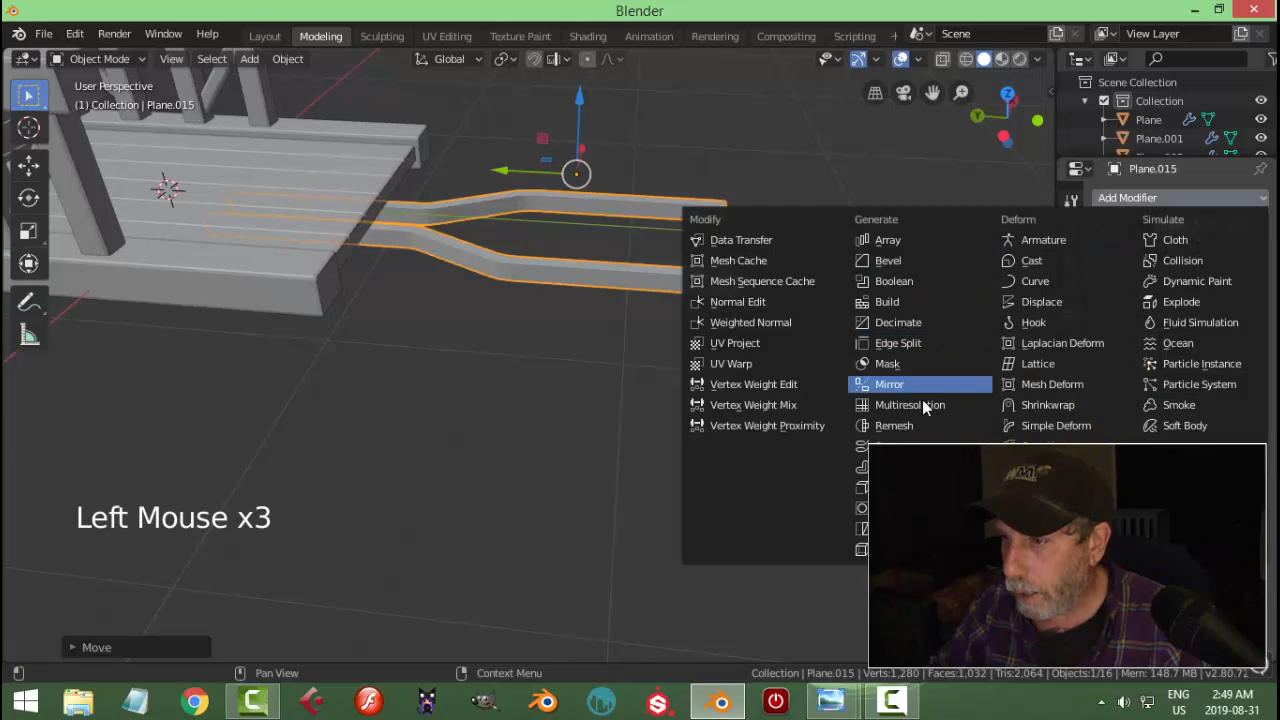 Blender
File Edit Render Window Help
Layout Modeling Sculpting UV Editing Texture Paint Shading Animation Rendering Compositing Scripting +
Scene
View Layer
Object Mode View Select Add Object
Global
User Perspective
(1) Collection | Plane.015
Scene Collection
Collection
Plane
Plane.001
Plane.015
Add Modifier
Modify Generate Deform Simulate
Data Transfer Array Armature Cloth
Mesh Cache Bevel Cast Collision
Mesh Sequence Cache Boolean Curve Dynamic Paint
Normal Edit Build Displace Explode
Weighted Normal Decimate Hook Fluid Simulation
UV Project Edge Split Laplacian Deform Ocean
UV Warp Mask Lattice Particle Instance
Vertex Weight Edit Mirror Mesh Deform Particle System
Vertex Weight Mix Multiresolution Shrinkwrap Smoke
Vertex Weight Proximity Remesh Simple Deform Soft Body
Left Mouse x3
Move
Pan View Context Menu Collection | Plane.015 | Verts:1,280 | Faces:1,032 | Tris:2,064 | Objects:1/16 | Mem: 148.7 MB | v2.80.71
ENG 2:49 AM
US 2019-08-31